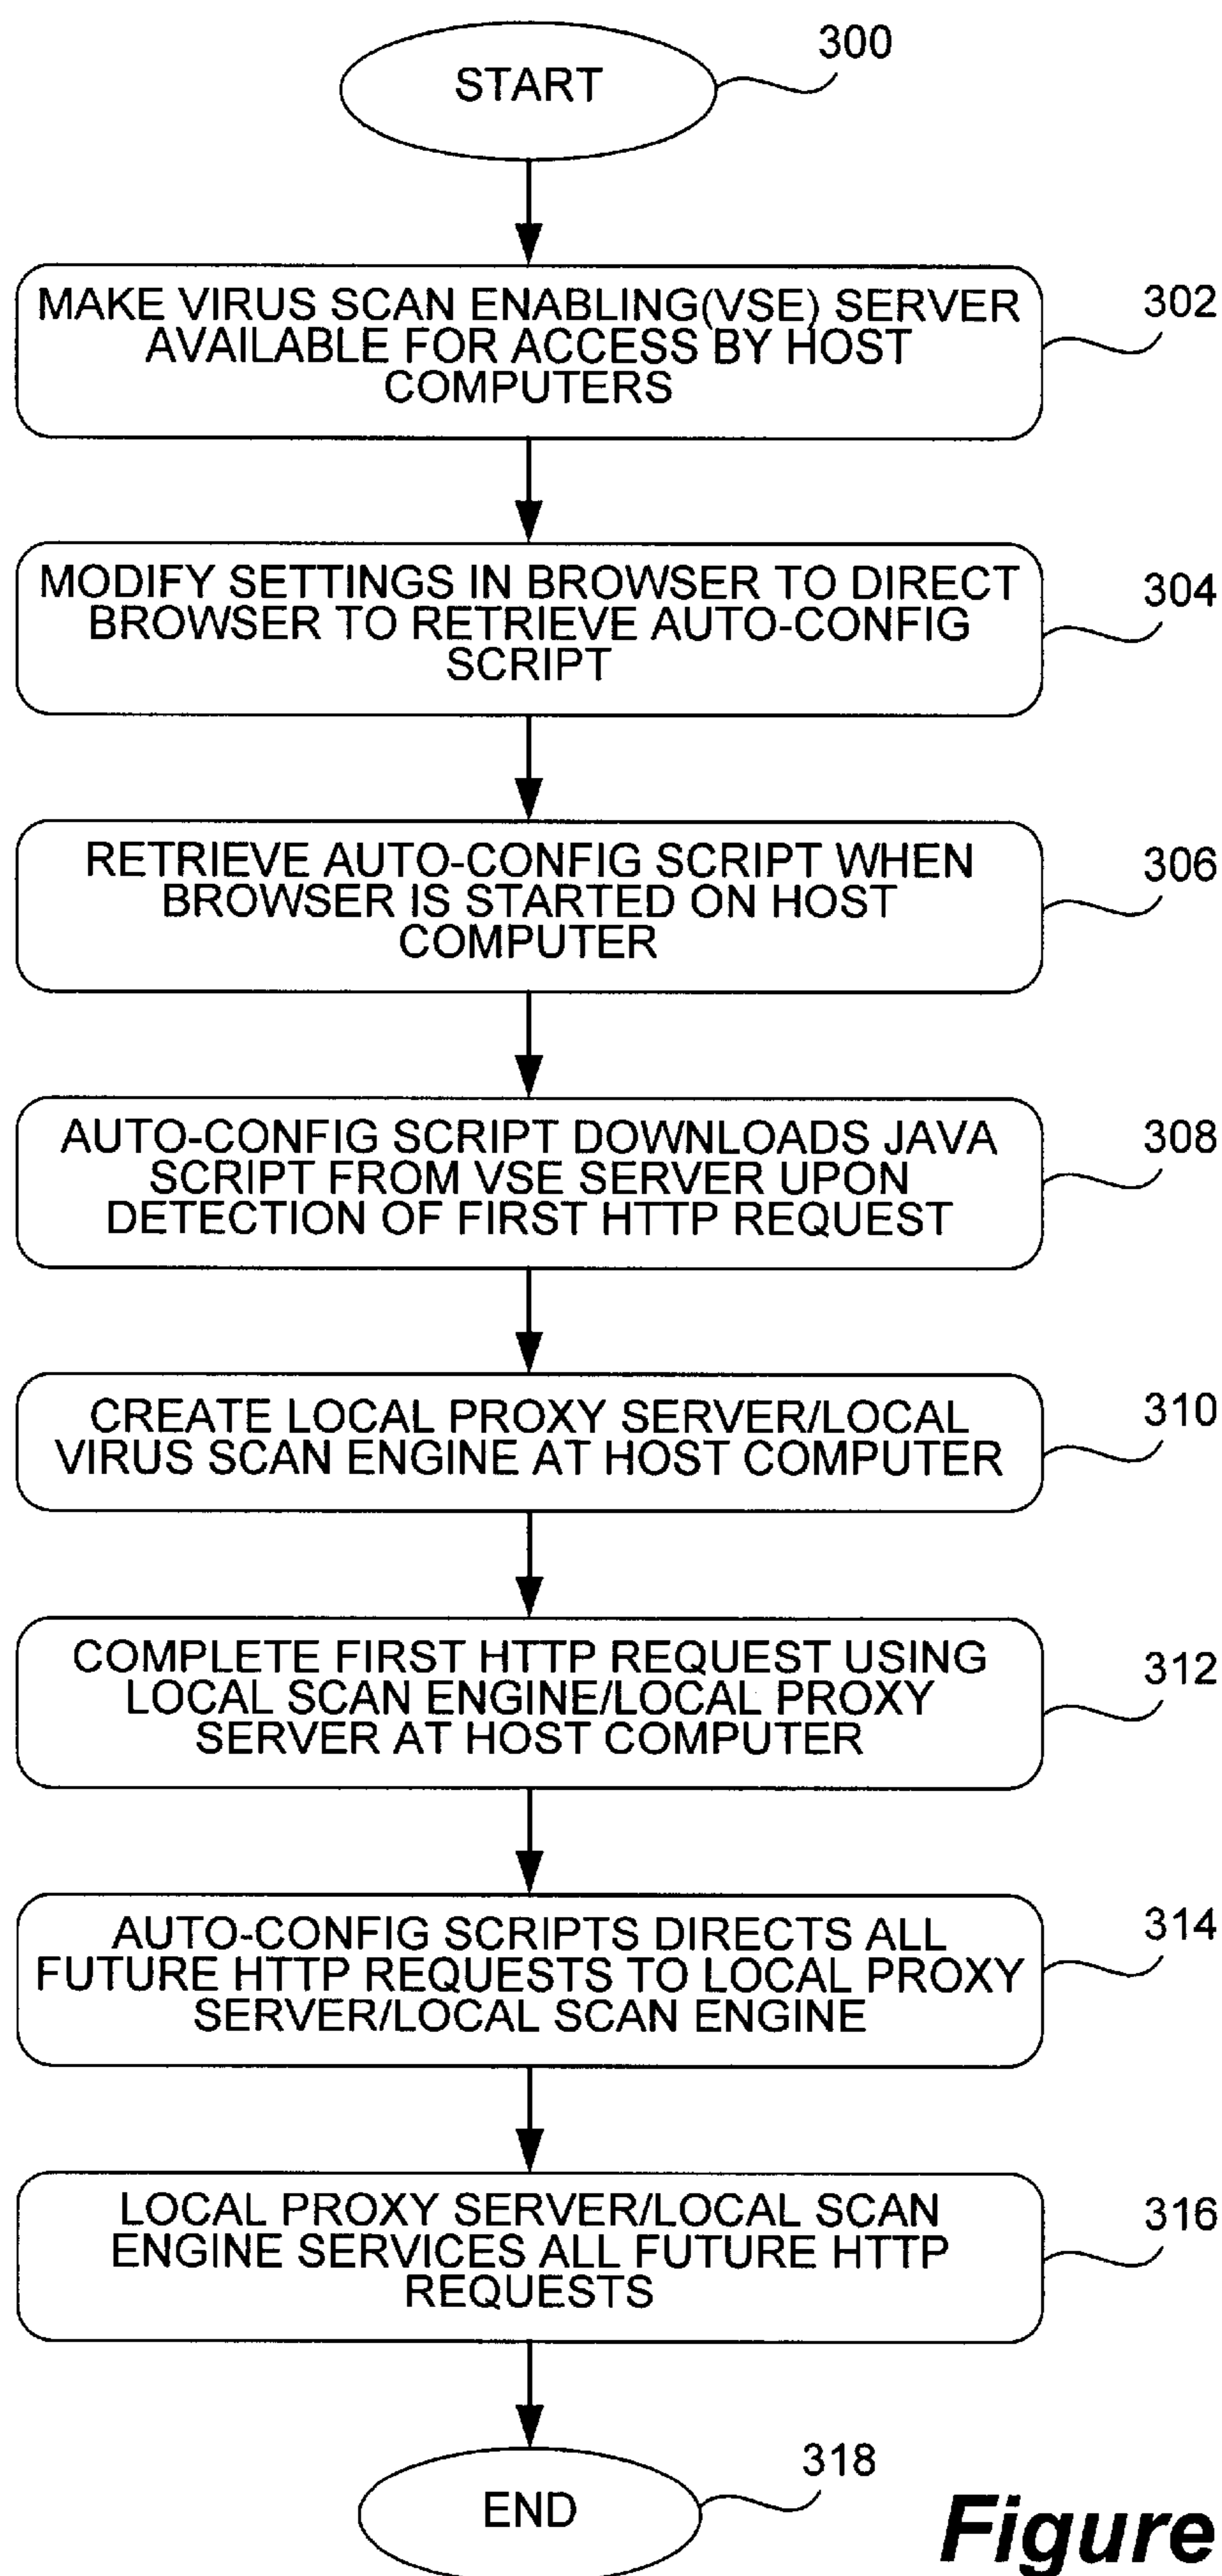 START
300
MAKE VIRUS SCAN ENABLING(VSE) SERVER
AVAILABLE FOR ACCESS BY HOST
COMPUTERS
302
MODIFY SETTINGS IN BROWSER TO DIRECT
BROWSER TO RETRIEVE AUTO-CONFIG
SCRIPT
304
RETRIEVE AUTO-CONFIG SCRIPT WHEN
BROWSER IS STARTED ON HOST
COMPUTER
306
AUTO-CONFIG SCRIPT DOWNLOADS JAVA
SCRIPT FROM VSE SERVER UPON
DETECTION OF FIRST HTTP REQUEST
308
CREATE LOCAL PROXY SERVER/LOCAL
VIRUS SCAN ENGINE AT HOST COMPUTER
310
COMPLETE FIRST HTTP REQUEST USING
LOCAL SCAN ENGINE/LOCAL PROXY
SERVER AT HOST COMPUTER
312
AUTO-CONFIG SCRIPTS DIRECTS ALL
FUTURE HTTP REQUESTS TO LOCAL PROXY
SERVER/LOCAL SCAN ENGINE
314
LOCAL PROXY SERVER/LOCAL SCAN
ENGINE SERVICES ALL FUTURE HTTP
REQUESTS
316
END
318
Figure